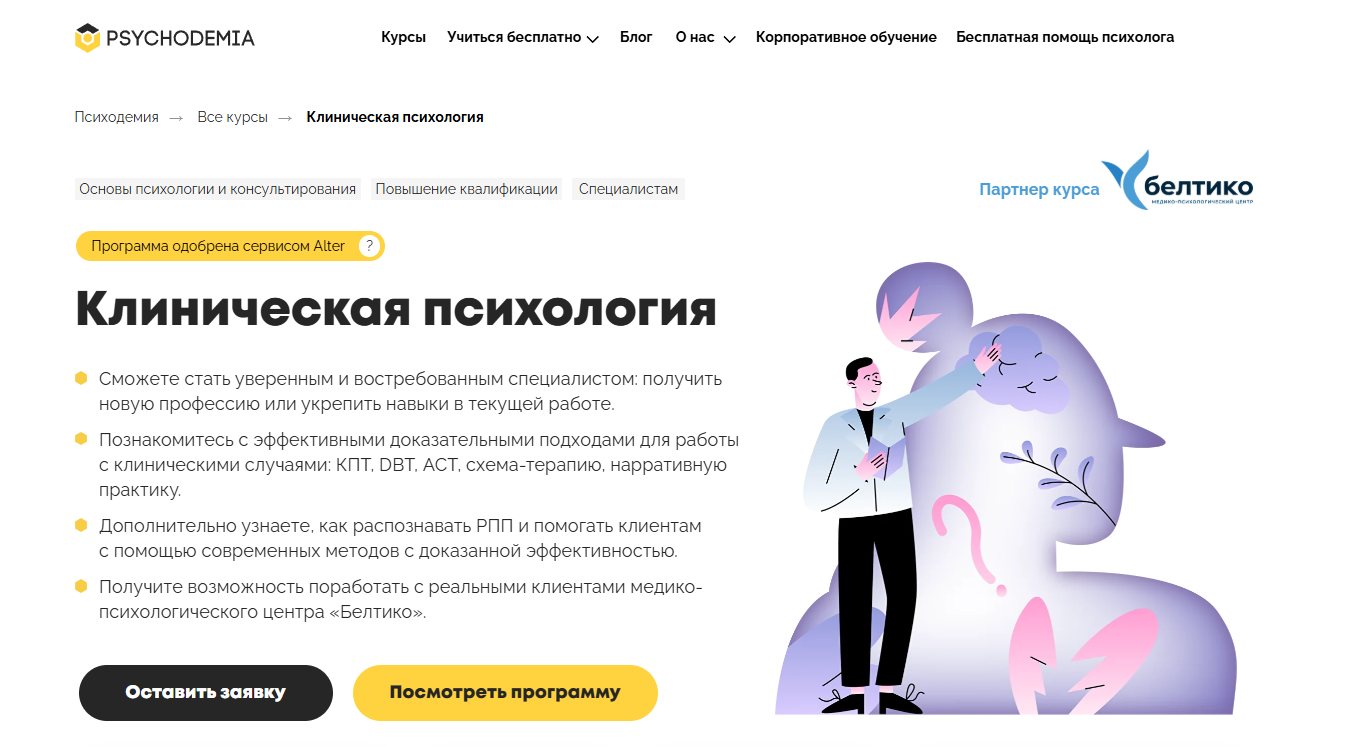 PSYCHODEMIA
Курсы Учиться бесплатно Блог О нас Корпоративное обучение Бесплатная помощь психолога
Психодемия → Все курсы → Клиническая психология
Основы психологии и консультирования Повышение квалификации Специалистам
Партнер курса белтико
медико-психологический центр
Программа одобрена сервисом Alter ?
Клиническая психология
Сможете стать уверенным и востребованным специалистом: получить
новую профессию или укрепить навыки в текущей работе.
Познакомитесь с эффективными доказательными подходами для работы
с клиническими случаями: КПТ, DBT, ACT, схема-терапию, нарративную
практику.
Дополнительно узнаете, как распознавать РПП и помогать клиентам
с помощью современных методов с доказанной эффективностью.
Получите возможность поработать с реальными клиентами медико-
психологического центра «Белтико».
Оставить заявку Посмотреть программу